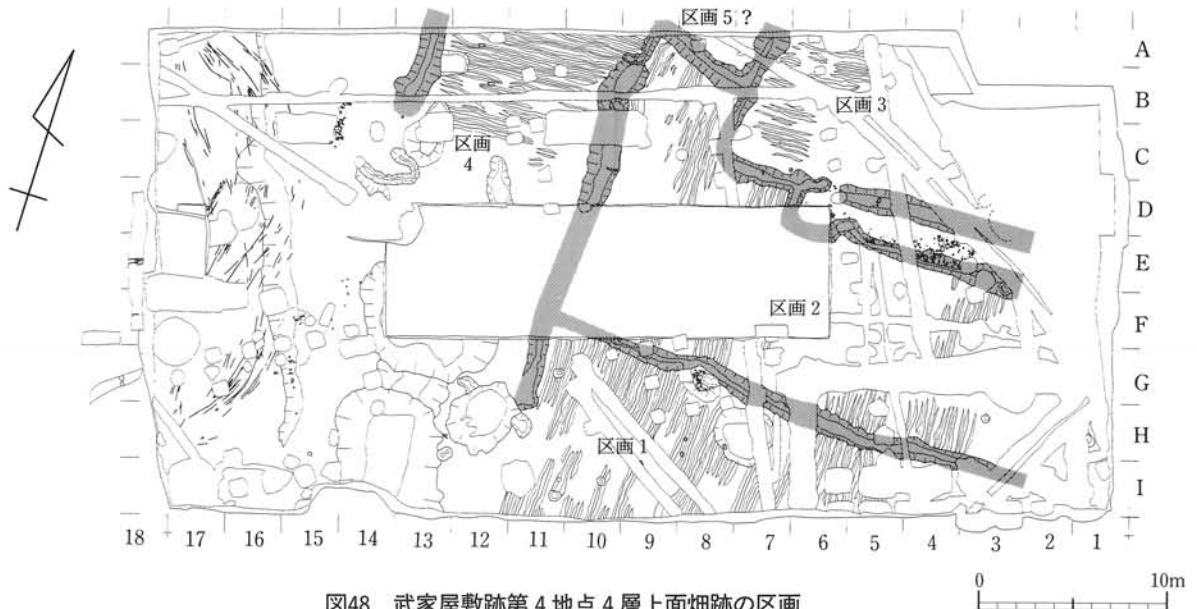 区画 5 ?
A
区画 3
B
区画
4
C
D
E
区画 2
F
G
区画 1
H
I
18 17 16 15 14 13 12 11 10 9 8 7 6 5 4 3 2 1
0 10m
図48 武家屋敷跡第 4 地点 4 層上面畑跡の区画